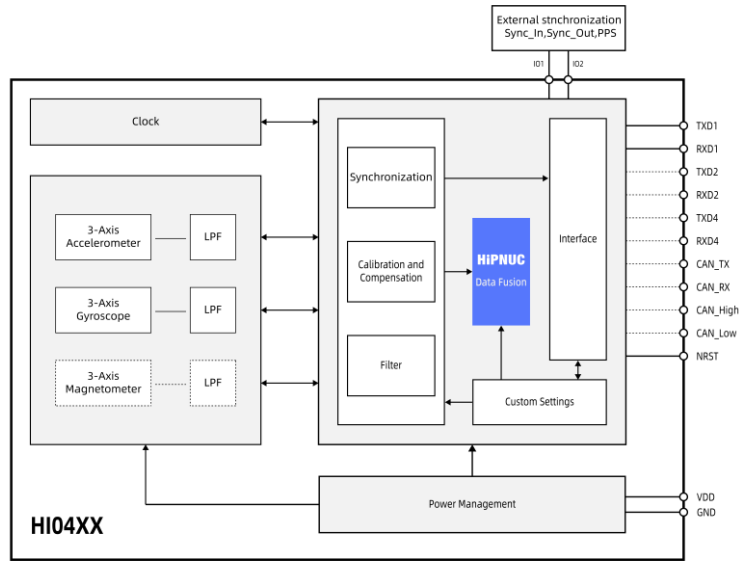 External stnchronization
Sync_In,Sync_Out,PPS
IO1
IO2
Clock
TXD1
RXD1
TXD2
RXD2
TXD4
RXD4
CAN_TX
CAN_RX
CAN_High
CAN_Low
NRST
3-Axis
Accelerometer
LPF
3-Axis
Gyroscope
LPF
3-Axis
Magnetometer
LPF
Synchronization
Calibration and
Compensation
Filter
HiPNUC
Data Fusion
Interface
Custom Settings
Power Management
VDD
GND
HI04XX